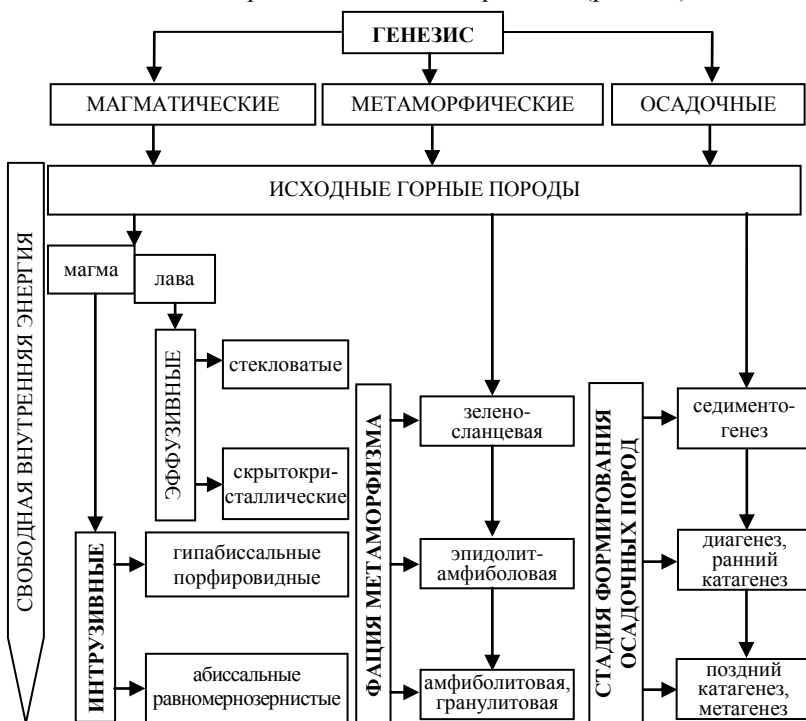 ГЕНЕЗИС
МАГМАТИЧЕСКИЕ
МЕТАМОРФИЧЕСКИЕ
ОСАДОЧНЫЕ
ИСХОДНЫЕ ГОРНЫЕ ПОРОДЫ
СВОБОДНАЯ ВНУТРЕННЯЯ ЭНЕРГИЯ
магма
лава
ЭФФУЗИВНЫЕ
стекловатые
скрытокри-
сталлические
ИНТРУЗИВНЫЕ
гипабиссальные
порфировидные
абиссальные
равномернозернистые
ФАЦИЯ МЕТАМОРФИЗМА
зелено-
сланцевая
эпидолит-
амфиболовая
амфиболитовая,
гранулитовая
СТАДИЯ ФОРМИРОВАНИЯ
ОСАДОЧНЫХ ПОРОД
седименто-
генез
диагенез,
ранний
катагенез
поздний
катагенез,
метагенез